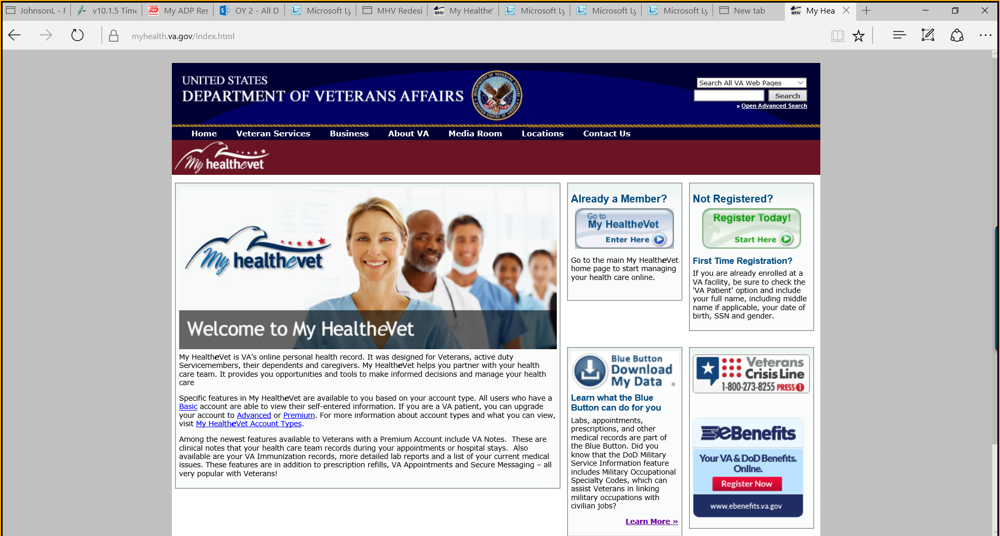 JohnsonL - F
v10.1.5 Time
My ADP Res
OY 2 - All D
Microsoft Ly
MHV Redesi
My Healthe'
Microsoft Ly
Microsoft Ly
Microsoft Ly
New tab
My Hea
myhealth.va.gov/index.html
UNITED STATES
DEPARTMENT OF VETERANS AFFAIRS
Search All VA Web Pages
Search
» Open Advanced Search
Home Veteran Services Business About VA Media Room Locations Contact Us
My healthevet
My healthevet
Welcome to My HealtheVet
My HealtheVet is VA’s online personal health record. It was designed for Veterans, active duty
Servicemembers, their dependents and caregivers. My HealtheVet helps you partner with your health
care team. It provides you opportunities and tools to make informed decisions and manage your health
care
Specific features in My HealtheVet are available to you based on your account type. All users who have a
Basic account are able to view their self-entered information. If you are a VA patient, you can upgrade
your account to Advanced or Premium. For more information about account types and what you can view,
visit My HealtheVet Account Types.
Among the newest features available to Veterans with a Premium Account include VA Notes.  These are
clinical notes that your health care team records during your appointments or hospital stays.  Also
available are your VA Immunization records, more detailed lab reports and a list of your current medical
issues. These features are in addition to prescription refills, VA Appointments and Secure Messaging – all
very popular with Veterans!
Already a Member?
Go to
My HealtheVet
Enter Here
Go to the main My HealtheVet
home page to start managing
your health care online.
Not Registered?
Register Today!
Start Here
First Time Registration?
If you are already enrolled at a
VA facility, be sure to check the
'VA Patient' option and include
your full name, including middle
name if applicable, your date of
birth, SSN and gender.
Blue Button
Download
My Data ®
Learn what the Blue
Button can do for you
Labs, appointments,
prescriptions, and other
medical records are part of
the Blue Button. Did you
know that the DoD Military
Service Information feature
includes Military Occupational
Specialty Codes, which can
assist Veterans in linking
military occupations with
civilian jobs?
Learn More »
Veterans
Crisis Line
1-800-273-8255 PRESS 1
eBenefits
Your VA & DoD Benefits.
Online.
Register Now
www.ebenefits.va.gov